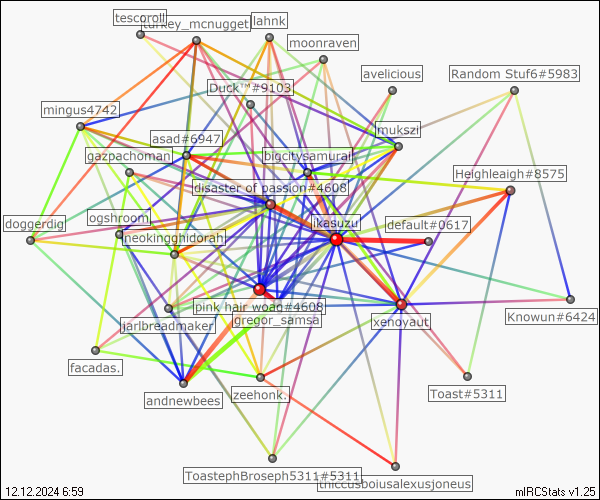 tescoroll
turkey_mcnugget
lahnk
moonraven
avelicious
Random Stuf6#5983
Duck™#9103
mingus4742
mukszi
asad#6947
gazpachoman
bigcitysamurai
Heighleaigh#8575
disaster of passion#4608
doggerdig
ogshroom
ikasuzu
default#0617
neokingghidorah
pink hair woag#4608
Knowun#6424
jarlbreadmaker
gregor_samsa
xenoyaut
facadas.
andnewbees
zeehonk.
Toast#5311
ToastephBroseph5311#5311
thiccusboiusalexusjoneus
12.12.2024 6:59
mIRCStats v1.25